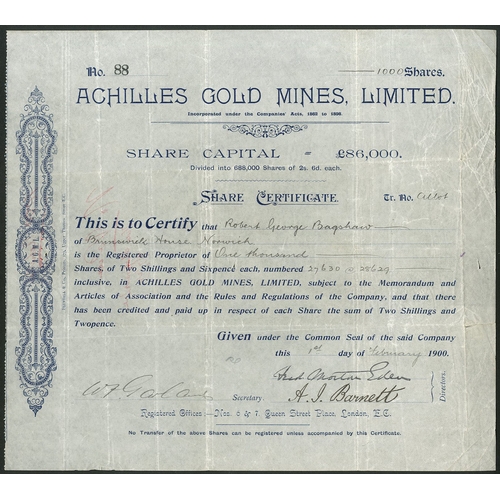 No. 88 1000 Shares.
ACHILLES GOLD MINES, LIMITED.
Incorporated under the Companies' Acts, 1862 to 1898.
SHARE CAPITAL = £86,000.
Divided into 688,000 Shares of 2s. 6d. each.
SHARE CERTIFICATE. Tr. No. Allot
This is to Certify that Robert George Bagshaw
of Brunswick House Norwich
is the Registered Proprietor of One thousand
Shares of Two Shillings and Sixpence each, numbered 27630 @ 28629
inclusive, in ACHILLES GOLD MINES, LIMITED, subject to the Memorandum and
Articles of Association and the Rules and Regulations of the Company, and that there
has been credited and paid up in respect of each Share the sum of Two Shillings and
Twopence.
Given under the Common Seal of the said Company
this 1st day of February 1900.
Fred Morton Eden
Secretary. A. J. Barnett
Directors.
Registered Offices:—Nos. 6 & 7, Queen Street Place, London, E.C.
No Transfer of the above Shares can be registered unless accompanied by this Certificate.